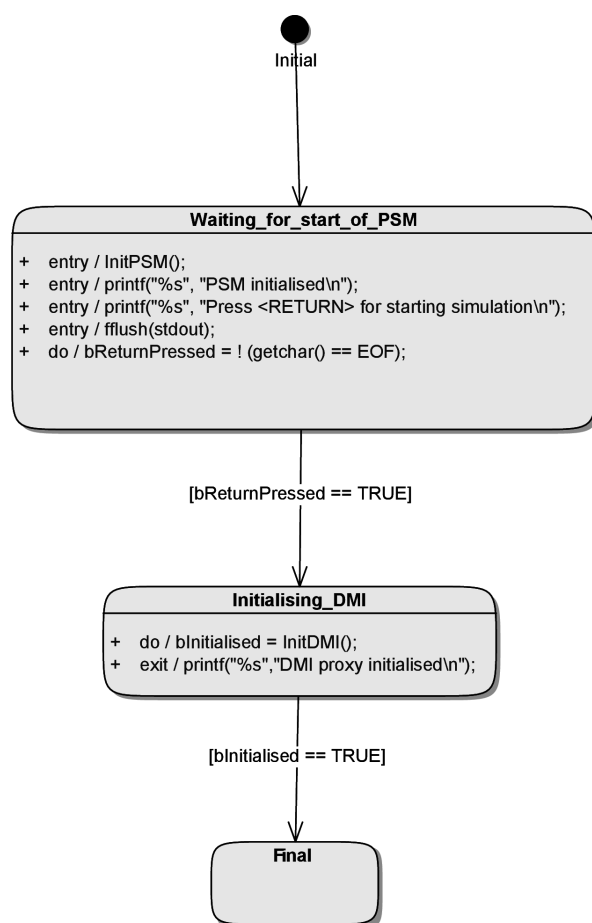 Initial
Waiting_for_start_of_PSM
+ entry / InitPSM();
+ entry / printf("%s", "PSM initialised\n");
+ entry / printf("%s", "Press <RETURN> for starting simulation\n");
+ entry / fflush(stdout);
+ do / bReturnPressed = ! (getchar() == EOF);
[bReturnPressed == TRUE]
Initialising_DMI
+ do / bInitialised = InitDMI();
+ exit / printf("%s","DMI proxy initialised\n");
[bInitialised == TRUE]
Final